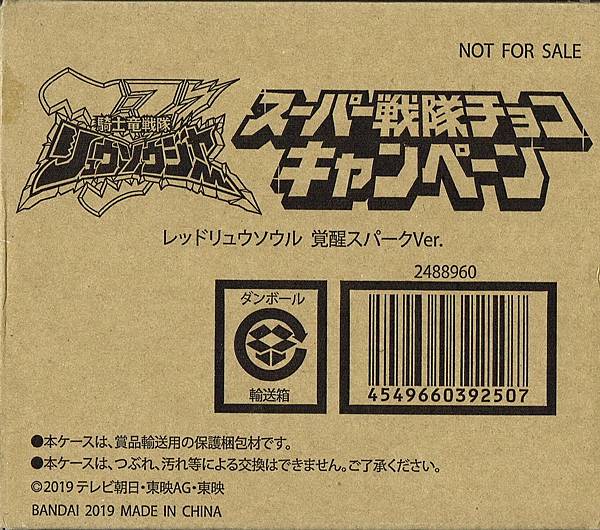 NOT FOR SALE
騎士竜戦隊
リュウソウジャー
スーパー戦隊チョコ
キャンペーン
レッドリュウソウル 覚醒スパークVer.
2488960
ダンボール
輸送箱
4549660392507
●本ケースは、賞品輸送用の保護梱包材です。
●本ケースは、つぶれ、汚れ等による交換はできません。ご了承ください。
©2019 テレビ朝日・東映AG・東映
BANDAI 2019 MADE IN CHINA